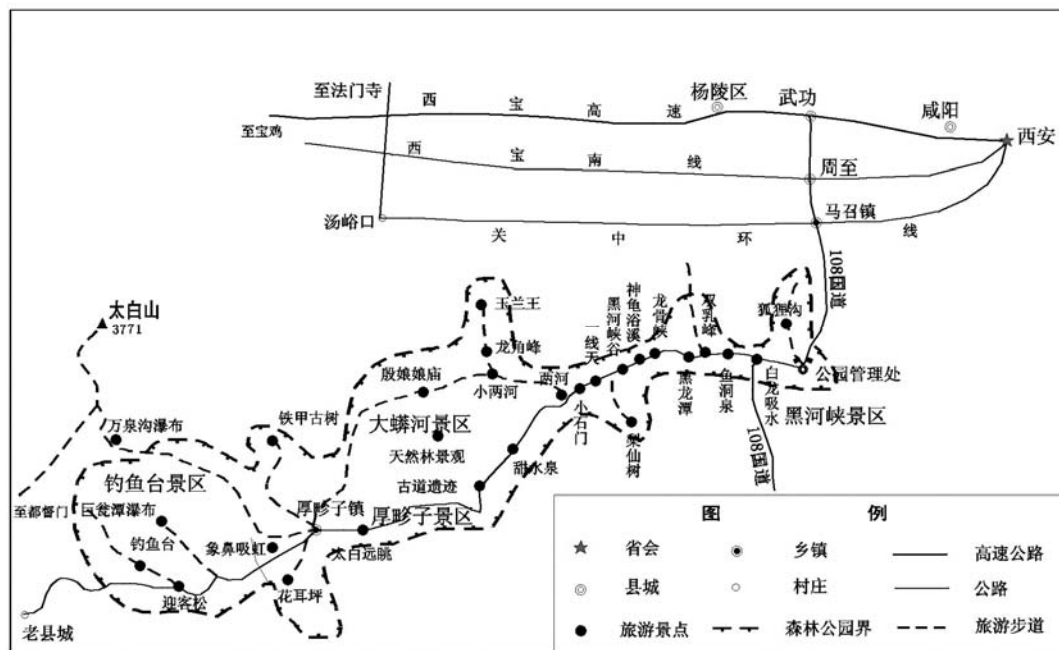 至法门寺
西宝高速
杨陵区
武功
咸阳
西安
至宝鸡
西宝南线
周至
汤峪口
关中环线
马召镇
108国道
太白山
3771
玉兰王
龙角峰
小两河
殷娘娘庙
两河
一线天
黑河峡谷
神龟浴溪
龙骨峡
双乳峰
狐狸沟
公园管理处
黑河峡景区
小石门
梨仙树
黑龙潭
鱼洞泉
白龙吸水
108国道
大蟒河景区
天然林景观
古道遗迹
甜水泉
铁甲古树
万泉沟瀑布
钓鱼台景区
至都督门
巨瓮潭瀑布
钓鱼台
象鼻吸虹
厚畛子镇
厚畛子景区
太白远眺
花耳坪
迎客松
老县城
图例
省会
乡镇
高速公路
县城
村庄
公路
旅游景点
森林公园界
旅游步道